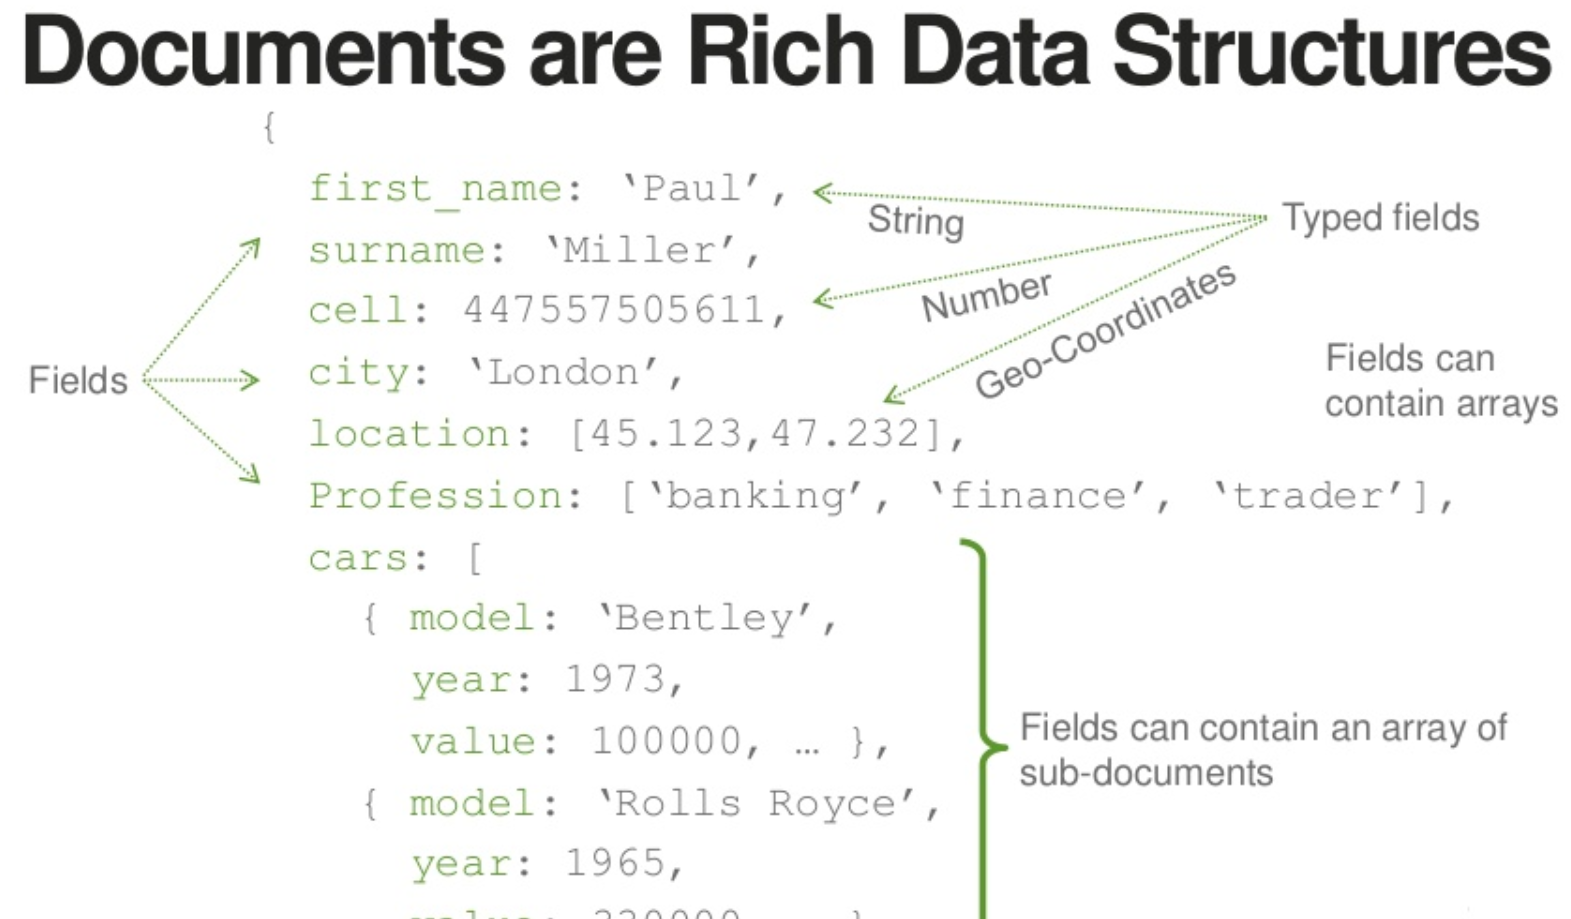 Documents are Rich Data Structures
{
first_name: ‘Paul’,
surname: ‘Miller’,
cell: 447557505611,
city: ‘London’,
location: [45.123,47.232],
Profession: [‘banking’, ‘finance’, ‘trader’],
cars: [
{ model: ‘Bentley’,
year: 1973,
value: 100000, … },
{ model: ‘Rolls Royce’,
year: 1965,
Fields
String
Number
Geo-Coordinates
Typed fields
Fields can
contain arrays
Fields can contain an array of
sub-documents